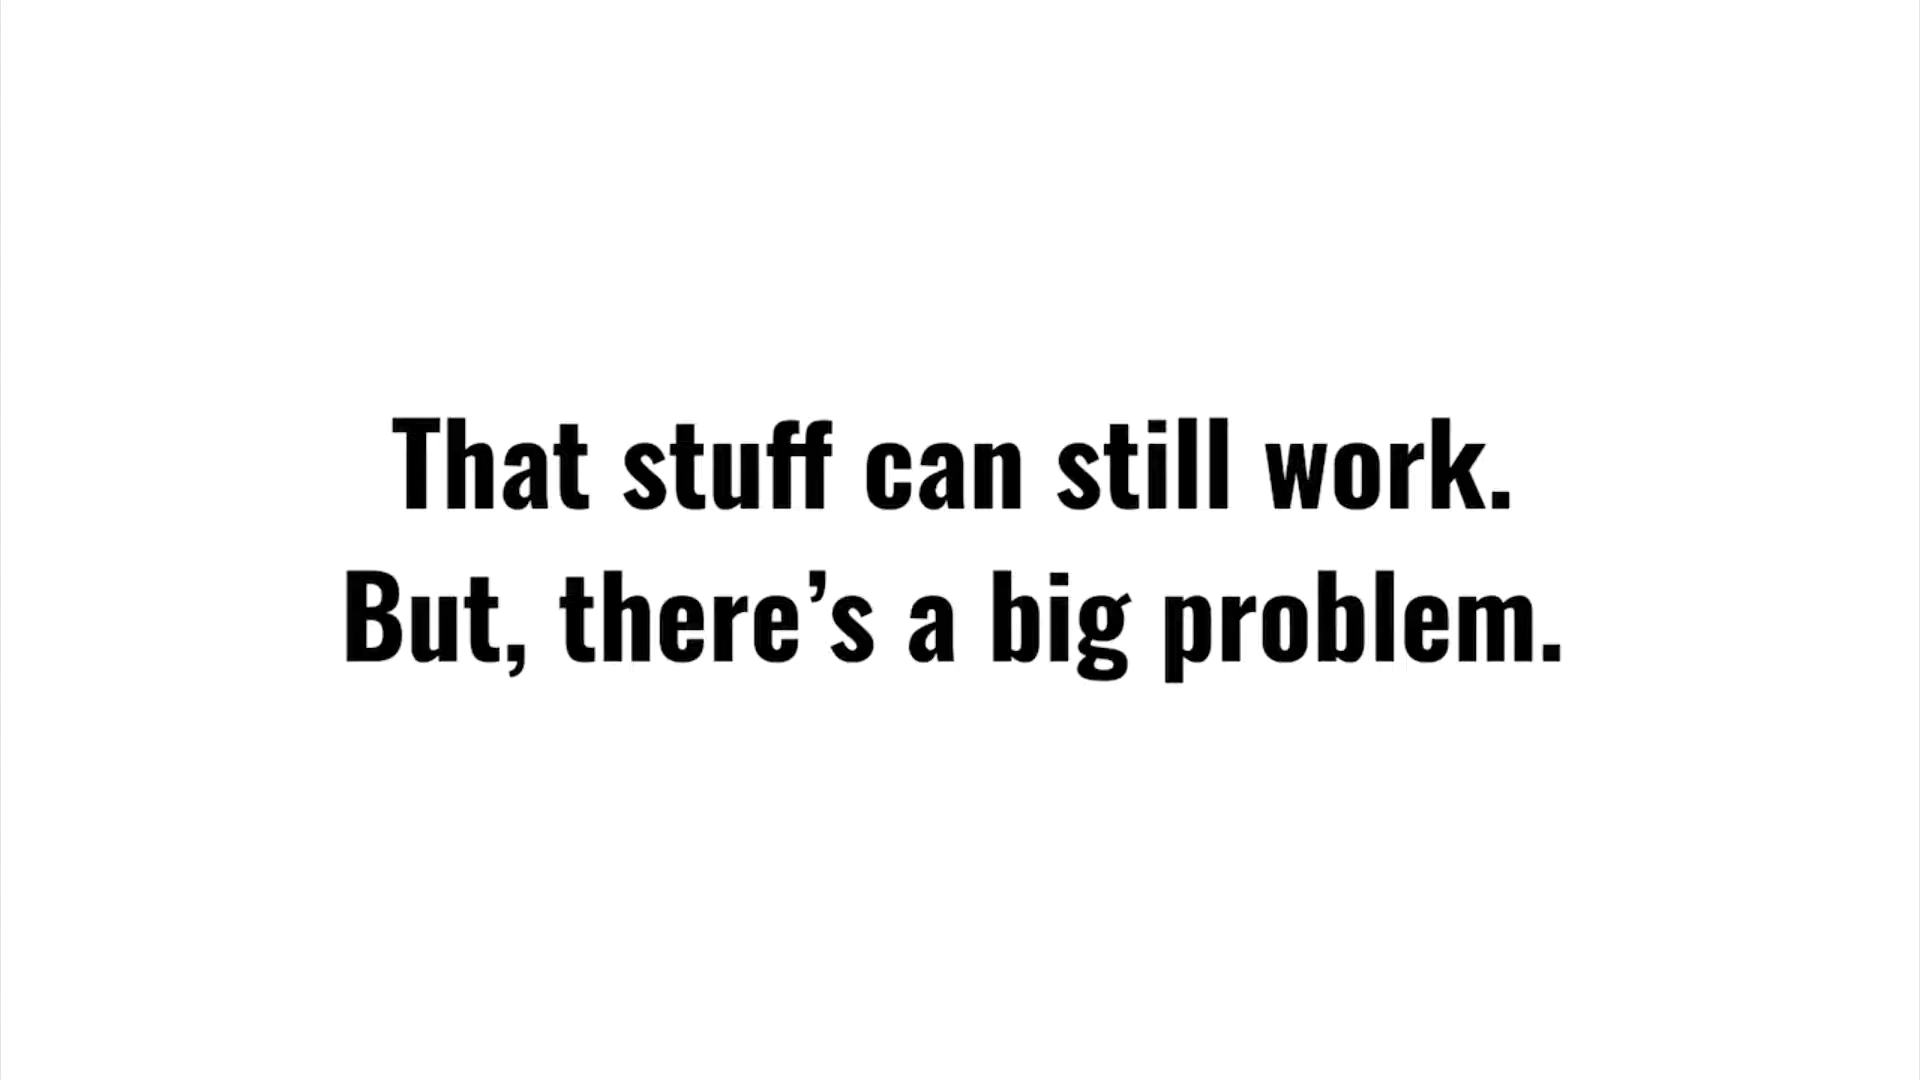 That stuff can still work.
But, there’s a big problem.